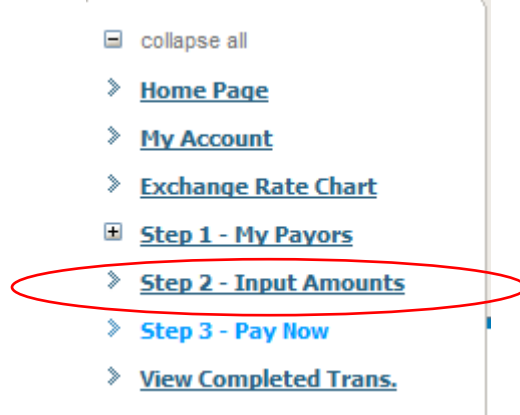 collapse all
Home Page
My Account
Exchange Rate Chart
Step 1 - My Payors
Step 2 - Input Amounts
Step 3 - Pay Now
View Completed Trans.